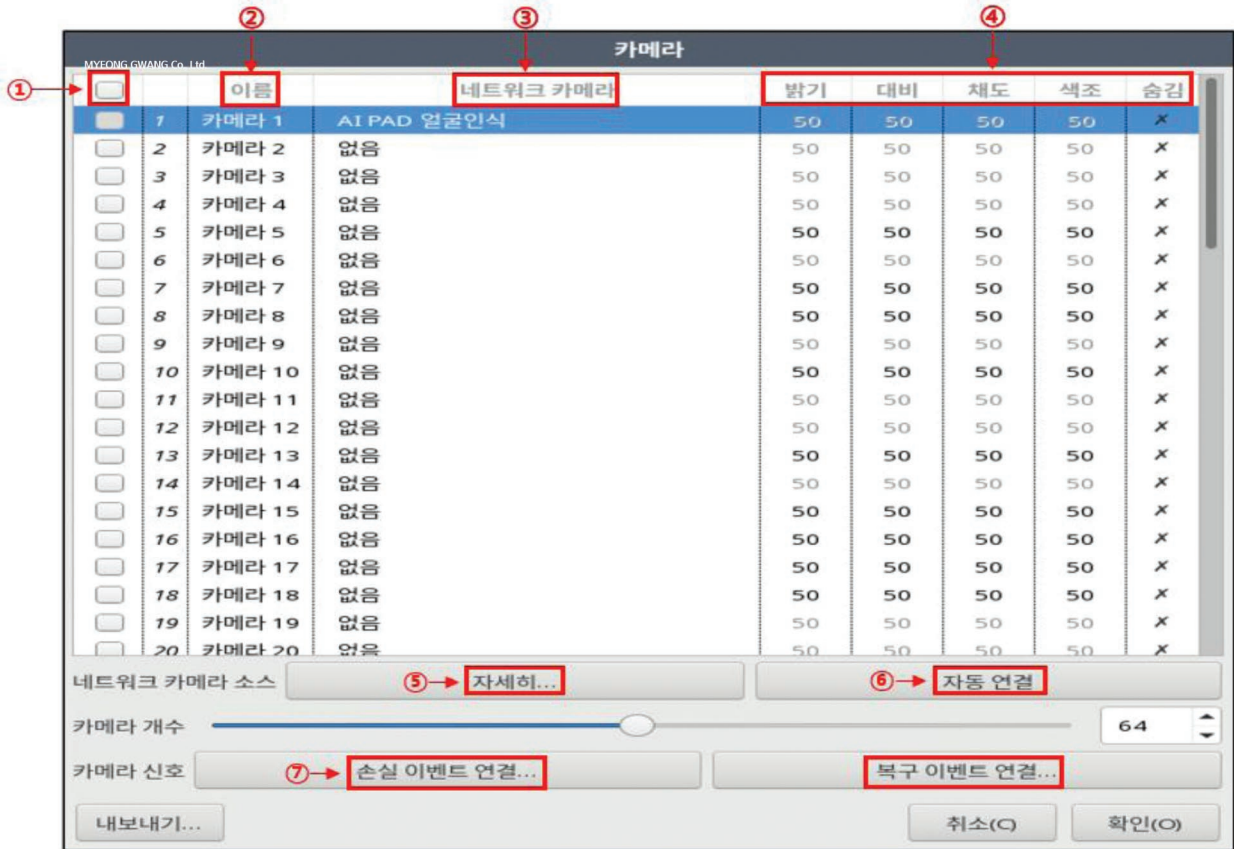 ② ③ ④
카메라
MYEONG GWANG Co., Ltd
① 이름 네트워크 카메라 밝기 대비 채도 색조 숨김
1 카메라 1 AI PAD 얼굴인식 50 50 50 50 ✗
2 카메라 2 없음 50 50 50 50 ✗
3 카메라 3 없음 50 50 50 50 ✗
4 카메라 4 없음 50 50 50 50 ✗
5 카메라 5 없음 50 50 50 50 ✗
6 카메라 6 없음 50 50 50 50 ✗
7 카메라 7 없음 50 50 50 50 ✗
8 카메라 8 없음 50 50 50 50 ✗
9 카메라 9 없음 50 50 50 50 ✗
10 카메라 10 없음 50 50 50 50 ✗
11 카메라 11 없음 50 50 50 50 ✗
12 카메라 12 없음 50 50 50 50 ✗
13 카메라 13 없음 50 50 50 50 ✗
14 카메라 14 없음 50 50 50 50 ✗
15 카메라 15 없음 50 50 50 50 ✗
16 카메라 16 없음 50 50 50 50 ✗
17 카메라 17 없음 50 50 50 50 ✗
18 카메라 18 없음 50 50 50 50 ✗
19 카메라 19 없음 50 50 50 50 ✗
20 카메라 20 없음 50 50 50 50 ✗
네트워크 카메라 소스 ⑤ 자세히... ⑥ 자동 연결
카메라 개수 64
카메라 신호 ⑦ 손실 이벤트 연결... 복구 이벤트 연결...
내보내기... 취소(C) 확인(O)